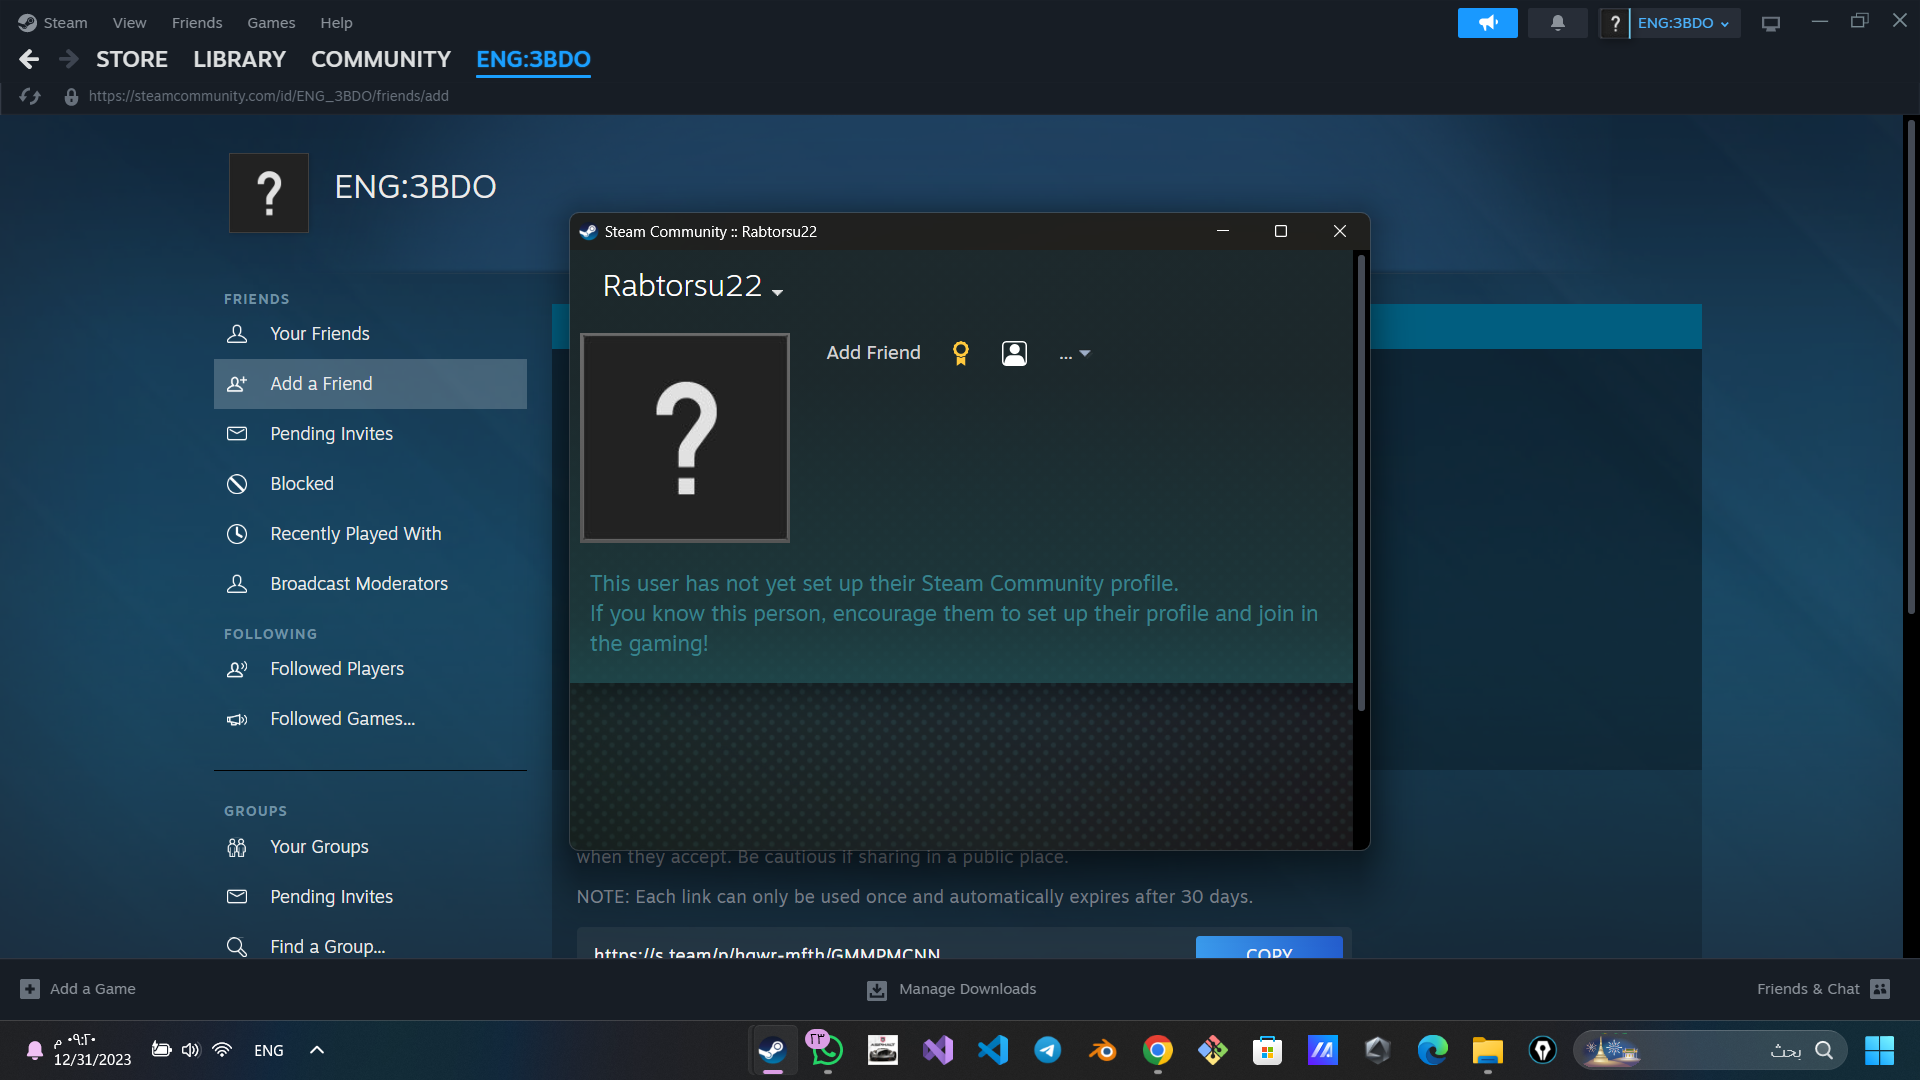 Steam View Friends Games Help
ENG:3BDO
STORE LIBRARY COMMUNITY ENG:3BDO
https://steamcommunity.com/id/ENG_3BDO/friends/add
ENG:3BDO
FRIENDS
Your Friends
Add a Friend
Pending Invites
Blocked
Recently Played With
Broadcast Moderators
FOLLOWING
Followed Players
Followed Games...
GROUPS
Your Groups
Pending Invites
Find a Group...
Steam Community :: Rabtorsu22
Rabtorsu22
Add Friend ...
This user has not yet set up their Steam Community profile.
If you know this person, encourage them to set up their profile and join in
the gaming!
when they accept. Be cautious if sharing in a public place.
NOTE: Each link can only be used once and automatically expires after 30 days.
https://s.team/p/hqwr-mfth/GMMPMCNN
COPY
Add a Game
Manage Downloads
Friends & Chat
٠٩:٢٠ م
12/31/2023
ENG
٢٣
بحث